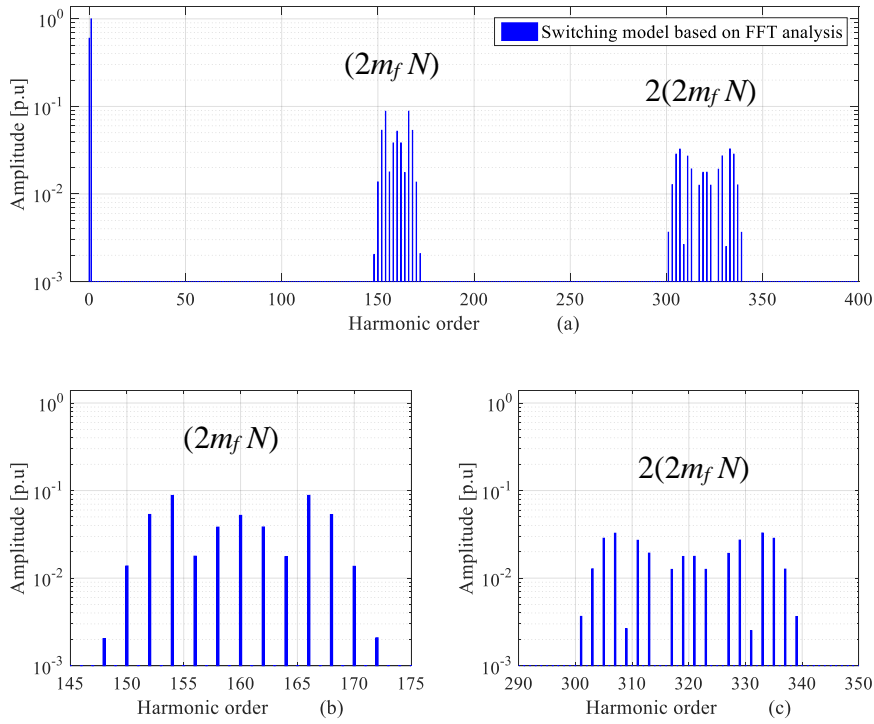 Switching model based on FFT analysis
10^0
10^-1
10^-2
10^-3
Amplitude [p.u]
(2m_f N)
2(2m_f N)
0 50 100 150 200 250 300 350 400
Harmonic order (a)
10^0
10^-1
10^-2
10^-3
Amplitude [p.u]
(2m_f N)
145 150 155 160 165 170 175
Harmonic order (b)
10^0
10^-1
10^-2
10^-3
Amplitude [p.u]
2(2m_f N)
290 300 310 320 330 340 350
Harmonic order (c)